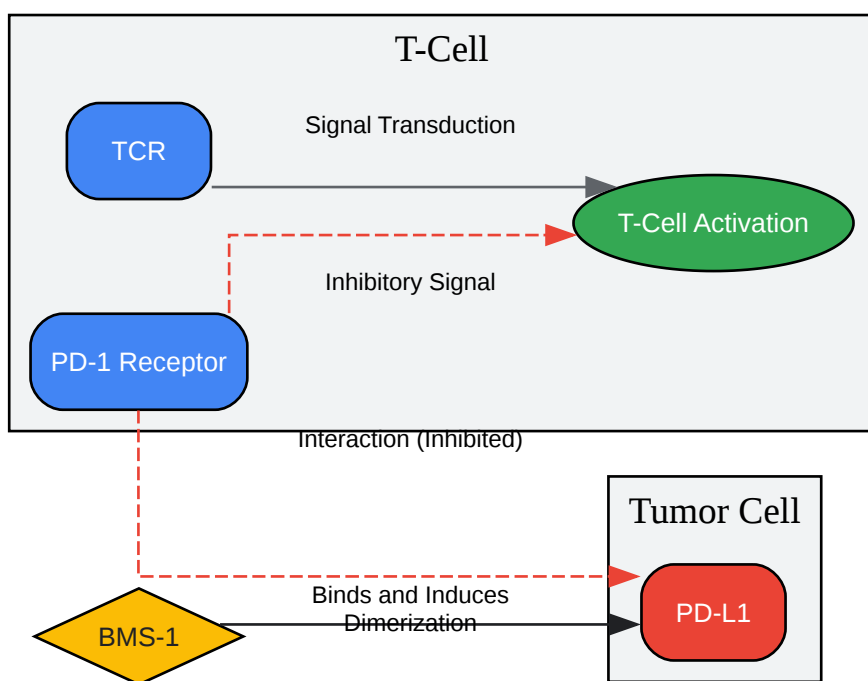 T-Cell
Signal Transduction
TCR
T-Cell Activation
Inhibitory Signal
PD-1 Receptor
Interaction (Inhibited)
Tumor Cell
Binds and Induces
Dimerization
PD-L1
BMS-1